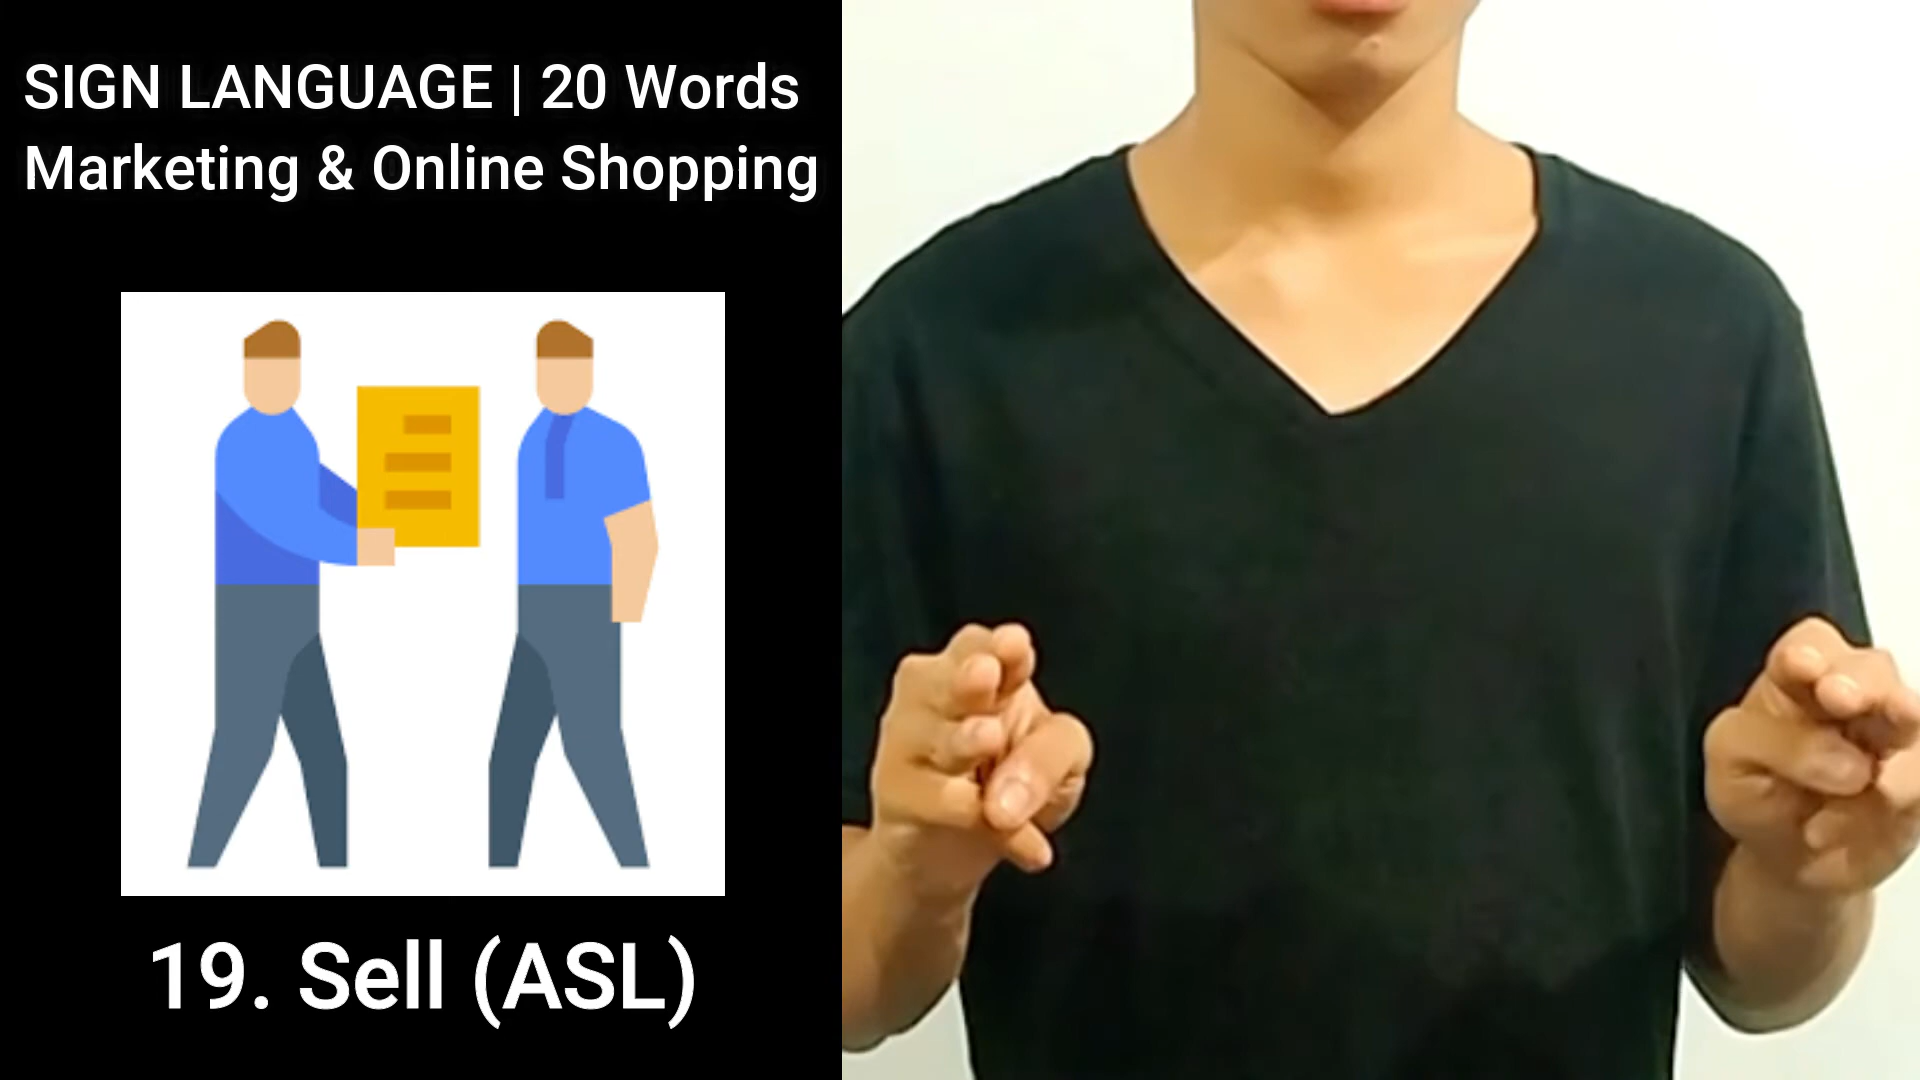 SIGN LANGUAGE | 20 Words
Marketing & Online Shopping
19. Sell (ASL)